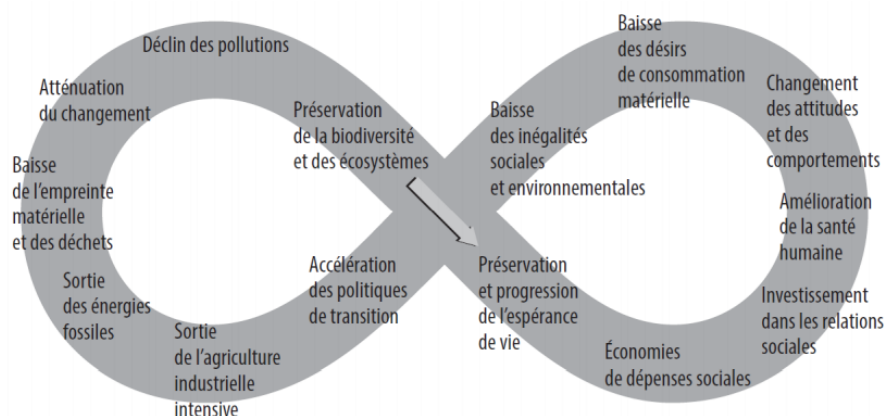 Déclin des pollutions
Atténuation
du changement
Préservation
de la biodiversité
et des écosystèmes
Baisse
de l'empreinte
matérielle
et des déchets
Sortie
des énergies
fossiles
Sortie
de l'agriculture
industrielle
intensive
Accélération
des politiques
de transition
Baisse
des inégalités
sociales
et environnementales
Baisse
des désirs
de consommation
matérielle
Changement
des attitudes
et des
comportements
Amélioration
de la santé
humaine
Investissement
dans les relations
sociales
Économies
de dépenses sociales
Préservation
et progression
de l'espérance
de vie